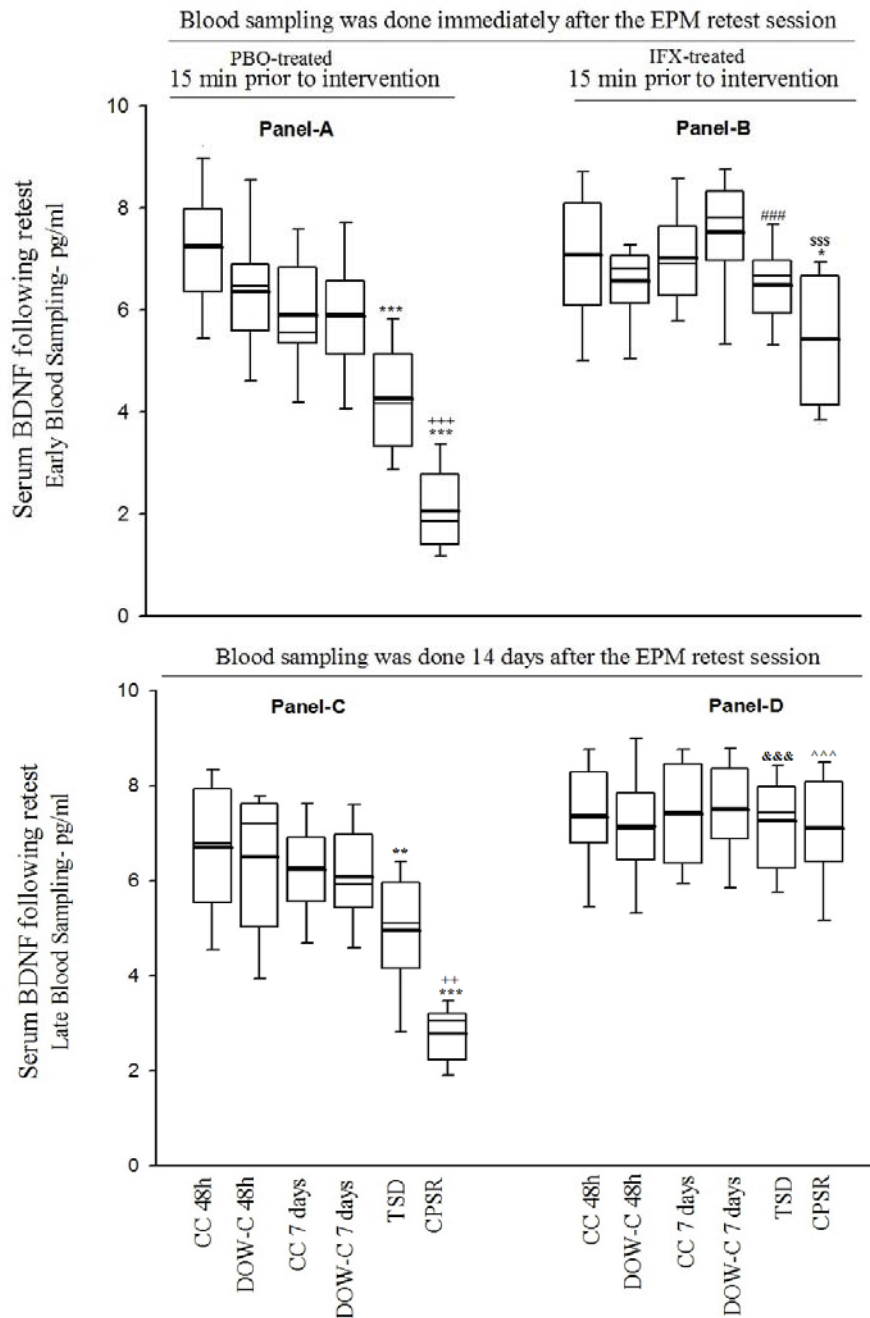 Blood sampling was done immediately after the EPM retest session
PBO-treated
15 min prior to intervention
IFX-treated
15 min prior to intervention
Panel-A
Panel-B
Serum BDNF following retest
Early Blood Sampling- pg/ml
10
8
6
4
2
0
***
+++
***
###
$$$
*
Blood sampling was done 14 days after the EPM retest session
Panel-C
Panel-D
Serum BDNF following retest
Late Blood Sampling- pg/ml
10
8
6
4
2
0
**
++
***
&&&
^^^
CC 48h
DOW-C 48h
CC 7 days
DOW-C 7 days
TSD
CPSR
CC 48h
DOW-C 48h
CC 7 days
DOW-C 7 days
TSD
CPSR